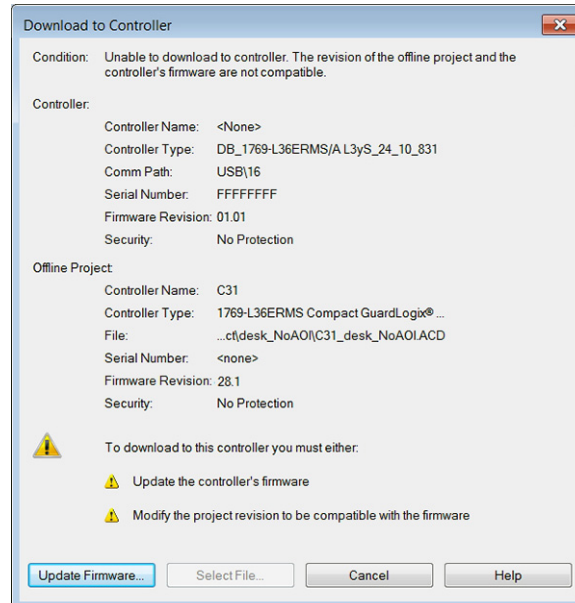 Download to Controller
Condition: Unable to download to controller. The revision of the offline project and the
controller's firmware are not compatible.
Controller:
Controller Name: <None>
Controller Type: DB_1769-L36ERMS/A L3yS_24_10_831
Comm Path: USB\16
Serial Number: FFFFFFFF
Firmware Revision: 01.01
Security: No Protection
Offline Project:
Controller Name: C31
Controller Type: 1769-L36ERMS Compact GuardLogix® ...
File: ...ct\desk_NoAOI\C31_desk_NoAOI.ACD
Serial Number: <none>
Firmware Revision: 28.1
Security: No Protection
To download to this controller you must either:
Update the controller's firmware
Modify the project revision to be compatible with the firmware
Update Firmware... Select File... Cancel Help